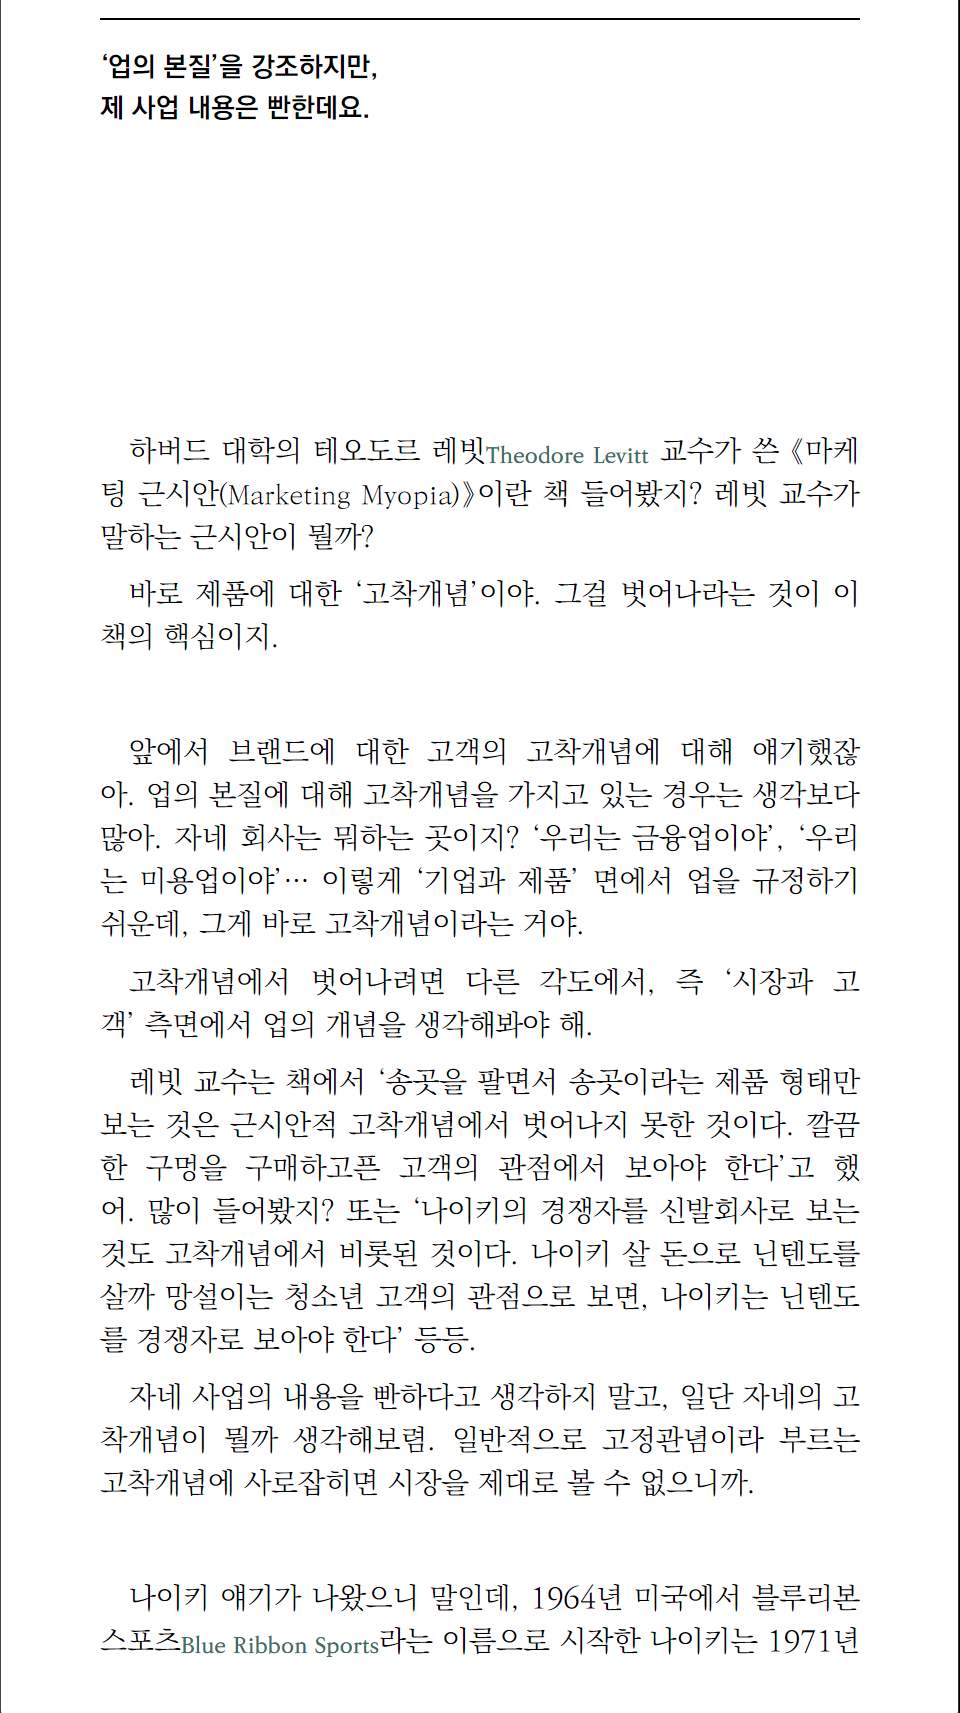 ‘업의 본질’을 강조하지만,
제 사업 내용은 빤한데요.
하버드 대학의 테오도르 레빗Theodore Levitt 교수가 쓴 《마케
팅 근시안(Marketing Myopia)》이란 책 들어봤지? 레빗 교수가
말하는 근시안이 뭘까?
바로 제품에 대한 ‘고착개념’이야. 그걸 벗어나라는 것이 이
책의 핵심이지.
앞에서 브랜드에 대한 고객의 고착개념에 대해 얘기했잖
아. 업의 본질에 대해 고착개념을 가지고 있는 경우는 생각보다
많아. 자네 회사는 뭐하는 곳이지? ‘우리는 금융업이야’, ‘우리
는 미용업이야’… 이렇게 ‘기업과 제품’ 면에서 업을 규정하기
쉬운데, 그게 바로 고착개념이라는 거야.
고착개념에서 벗어나려면 다른 각도에서, 즉 ‘시장과 고
객’ 측면에서 업의 개념을 생각해봐야 해.
레빗 교수는 책에서 ‘송곳을 팔면서 송곳이라는 제품 형태만
보는 것은 근시안적 고착개념에서 벗어나지 못한 것이다. 깔끔
한 구멍을 구매하고픈 고객의 관점에서 보아야 한다’고 했
어. 많이 들어봤지? 또는 ‘나이키의 경쟁자를 신발회사로 보는
것도 고착개념에서 비롯된 것이다. 나이키 살 돈으로 닌텐도를
살까 망설이는 청소년 고객의 관점으로 보면, 나이키는 닌텐도
를 경쟁자로 보아야 한다’ 등등.
자네 사업의 내용을 빤하다고 생각하지 말고, 일단 자네의 고
착개념이 뭘까 생각해보렴. 일반적으로 고정관념이라 부르는
고착개념에 사로잡히면 시장을 제대로 볼 수 없으니까.
나이키 얘기가 나왔으니 말인데, 1964년 미국에서 블루리본
스포츠Blue Ribbon Sports라는 이름으로 시작한 나이키는 1971년